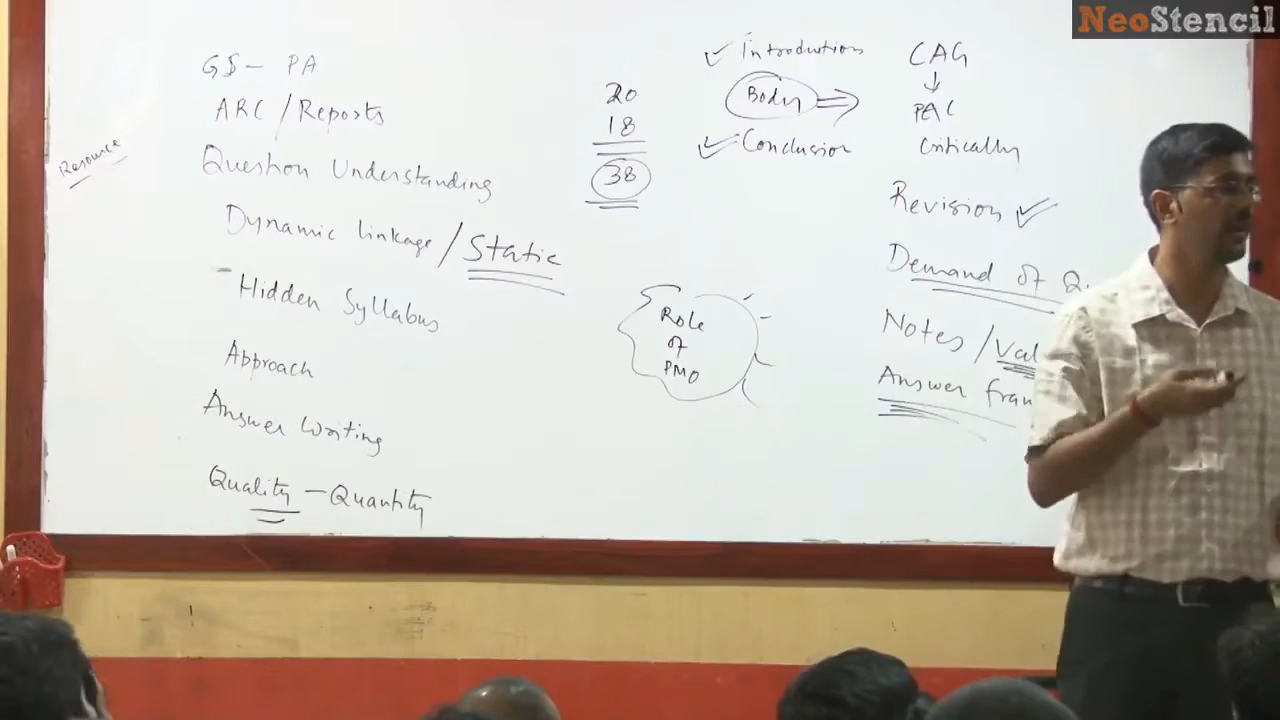 NeoStencil
GS - PA
ARC / Reports
Resource
Question Understanding
Dynamic linkage / Static
Hidden Syllabus
Approach
Answer Writing
Quality - Quantity
20
18
38
Role
of
PMO
Introduction
Body
Conclusion
CAG
PAC
Critically
Revision
Demand of Q.
Notes / Val
Answer fram